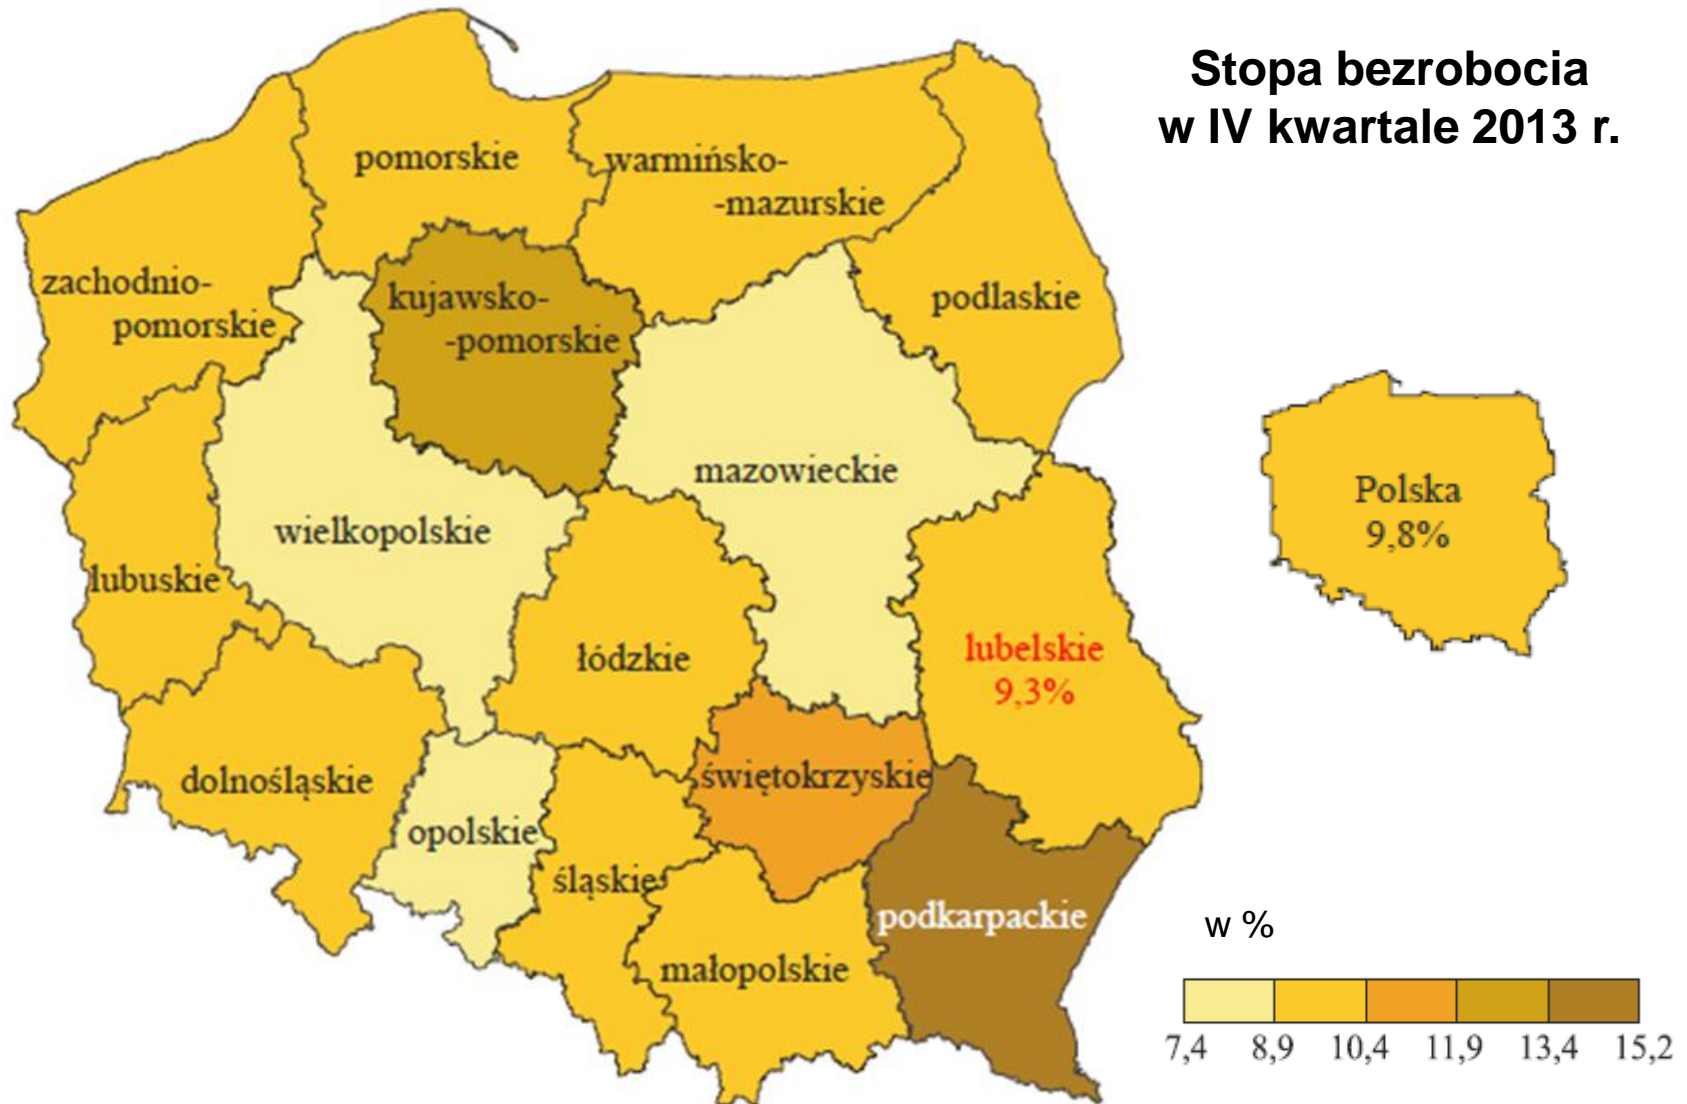 Stopa bezrobocia
w IV kwartale 2013 r.
pomorskie
warmińsko-
-mazurskie
zachodnio-
pomorskie
kujawsko-
-pomorskie
podlaskie
mazowieckie
wielkopolskie
lubuskie
łódzkie
lubelskie
9,3%
dolnośląskie
świętokrzyskie
opolskie
śląskie
podkarpackie
małopolskie
Polska
9,8%
w %
7,4 8,9 10,4 11,9 13,4 15,2